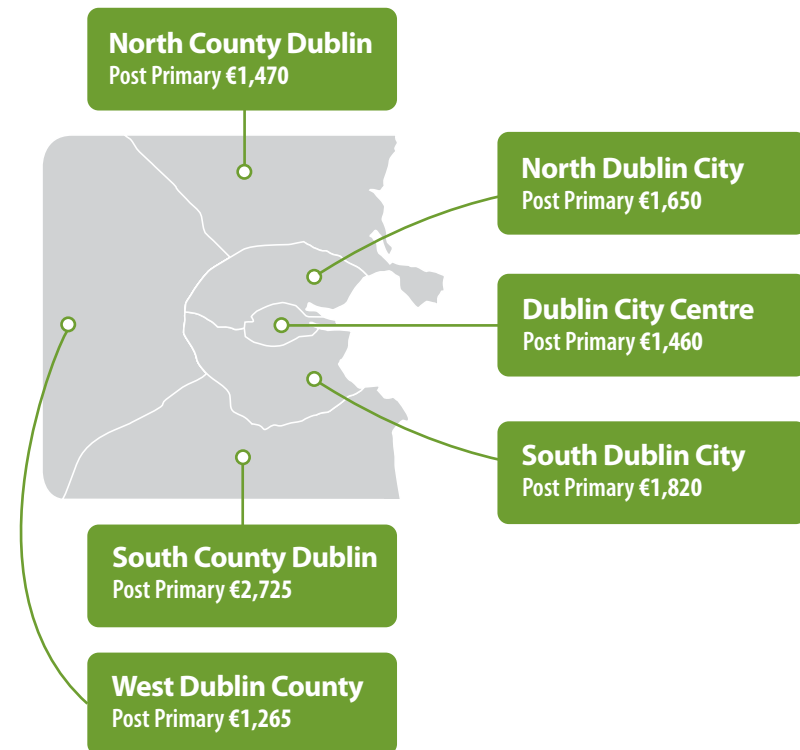 North County Dublin
Post Primary €1,470
North Dublin City
Post Primary €1,650
Dublin City Centre
Post Primary €1,460
South Dublin City
Post Primary €1,820
South County Dublin
Post Primary €2,725
West Dublin County
Post Primary €1,265